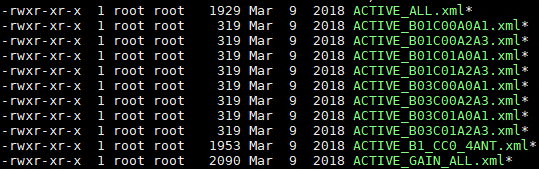 -rwxr-xr-x 1 root root 1929 Mar 9 2018 ACTIVE_ALL.xml*
-rwxr-xr-x 1 root root 319 Mar 9 2018 ACTIVE_B01C00A0A1.xml*
-rwxr-xr-x 1 root root 319 Mar 9 2018 ACTIVE_B01C00A2A3.xml*
-rwxr-xr-x 1 root root 319 Mar 9 2018 ACTIVE_B01C01A0A1.xml*
-rwxr-xr-x 1 root root 319 Mar 9 2018 ACTIVE_B01C01A2A3.xml*
-rwxr-xr-x 1 root root 319 Mar 9 2018 ACTIVE_B03C00A0A1.xml*
-rwxr-xr-x 1 root root 319 Mar 9 2018 ACTIVE_B03C00A2A3.xml*
-rwxr-xr-x 1 root root 319 Mar 9 2018 ACTIVE_B03C01A0A1.xml*
-rwxr-xr-x 1 root root 319 Mar 9 2018 ACTIVE_B03C01A2A3.xml*
-rwxr-xr-x 1 root root 1953 Mar 9 2018 ACTIVE_B1_CC0_4ANT.xml*
-rwxr-xr-x 1 root root 2090 Mar 9 2018 ACTIVE_GAIN_ALL.xml*